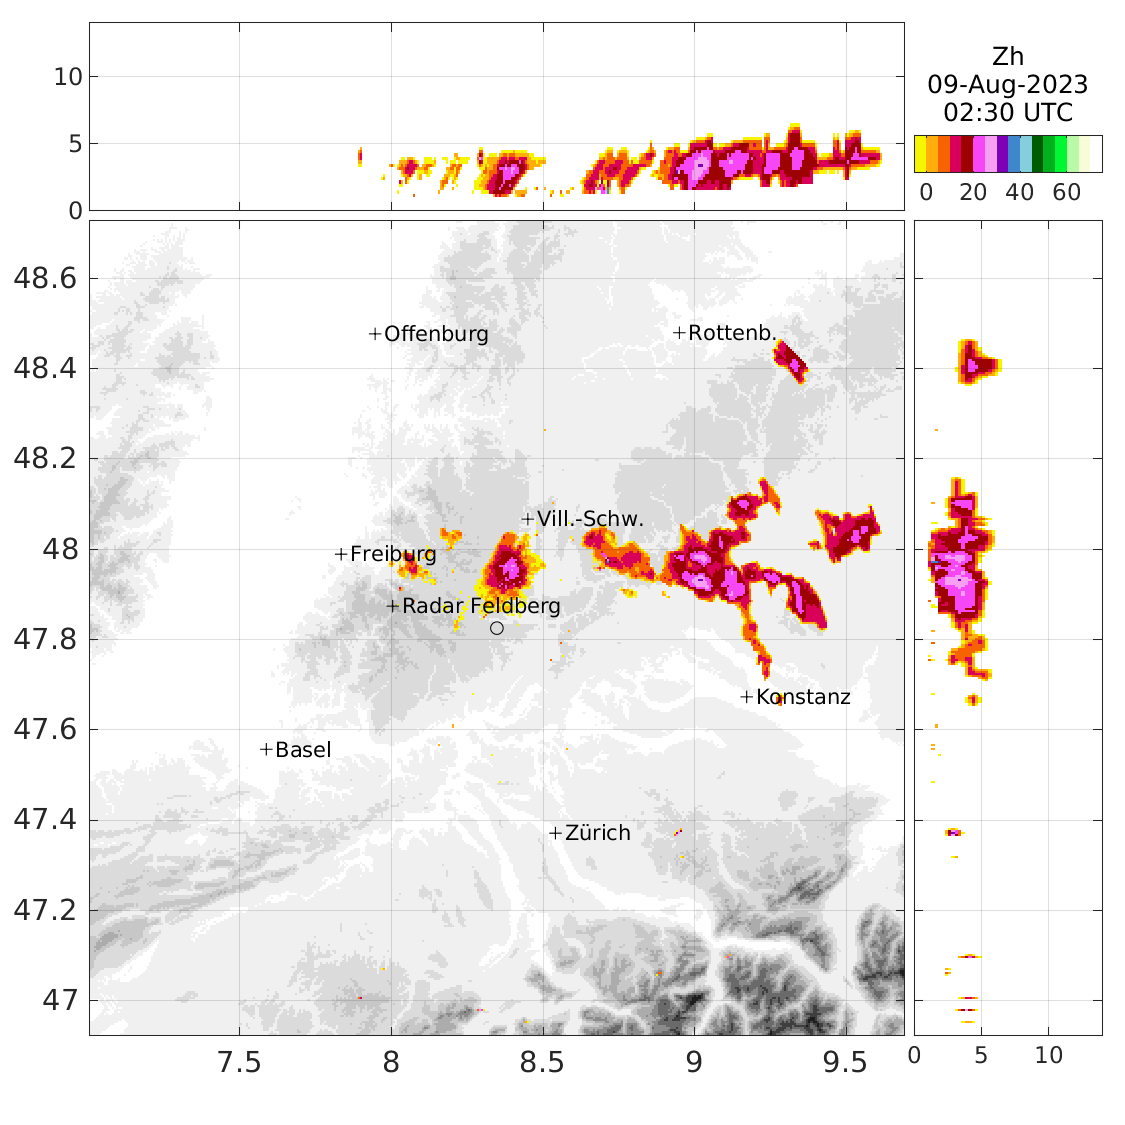 10
5
0
Zh
09-Aug-2023
02:30 UTC
0 20 40 60
48.6
48.4
48.2
48
47.8
47.6
47.4
47.2
47
+Offenburg
+Rottenb.
+Vill.-Schw.
+Freiburg
+Radar Feldberg
+Konstanz
+Basel
+Zürich
7.5 8 8.5 9 9.5
0 5 10